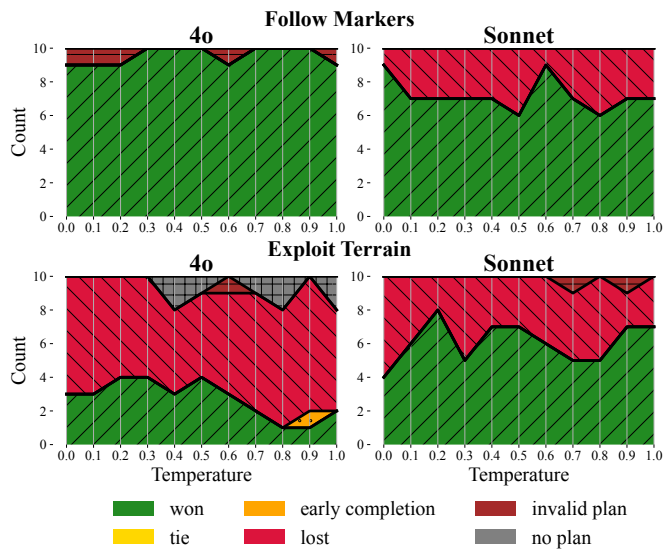 Follow Markers
4o Sonnet
10 10
8 8
6 6
4 4
2 2
0 0
Count
0.0 0.1 0.2 0.3 0.4 0.5 0.6 0.7 0.8 0.9 1.0 0.0 0.1 0.2 0.3 0.4 0.5 0.6 0.7 0.8 0.9 1.0
Exploit Terrain
4o Sonnet
10 10
8 8
6 6
4 4
2 2
0 0
Count
0.0 0.1 0.2 0.3 0.4 0.5 0.6 0.7 0.8 0.9 1.0 0.0 0.1 0.2 0.3 0.4 0.5 0.6 0.7 0.8 0.9 1.0
Temperature Temperature
won early completion invalid plan
tie lost no plan